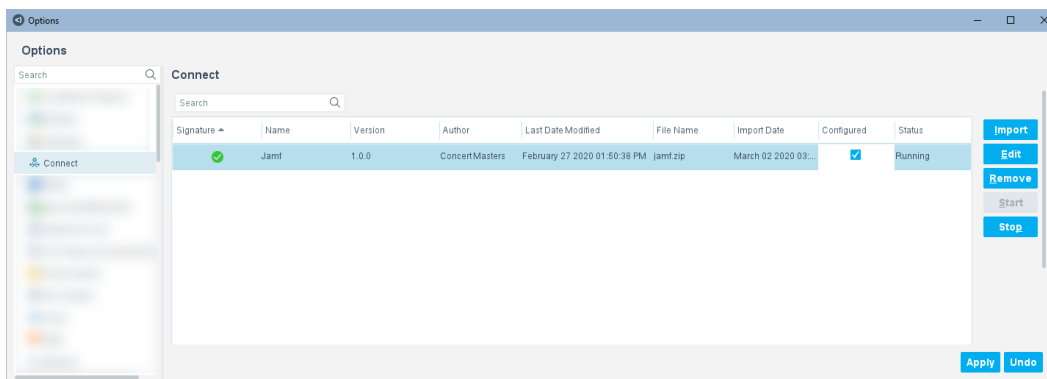 Options
Options
Search
Connect
Connect
Search
Signature Name Version Author Last Date Modified File Name Import Date Configured Status
Jamf 1.0.0 ConcertMasters February 27 2020 01:50:38 PM jamf.zip March 02 2020 03:... Running
Import
Edit
Remove
Start
Stop
Apply Undo